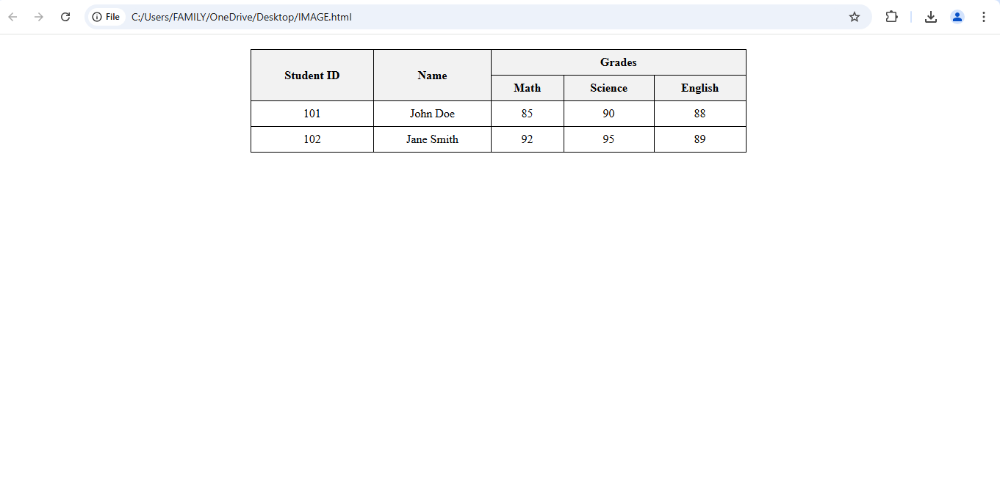 File C:/Users/FAMILY/OneDrive/Desktop/IMAGE.html
Student ID Name Grades
Math Science English
101 John Doe 85 90 88
102 Jane Smith 92 95 89